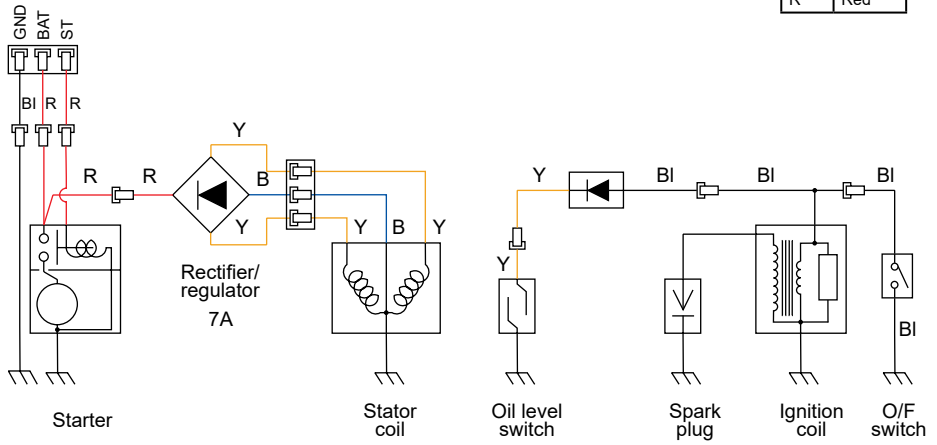 R Red
GND BAT ST
Bl R R
Y
R R B Y Bl Bl
Y Y B Y
Y
Rectifier/
regulator
7A
Bl
Starter
Stator
coil
Oil level
switch
Spark
plug
Ignition
coil
O/F
switch